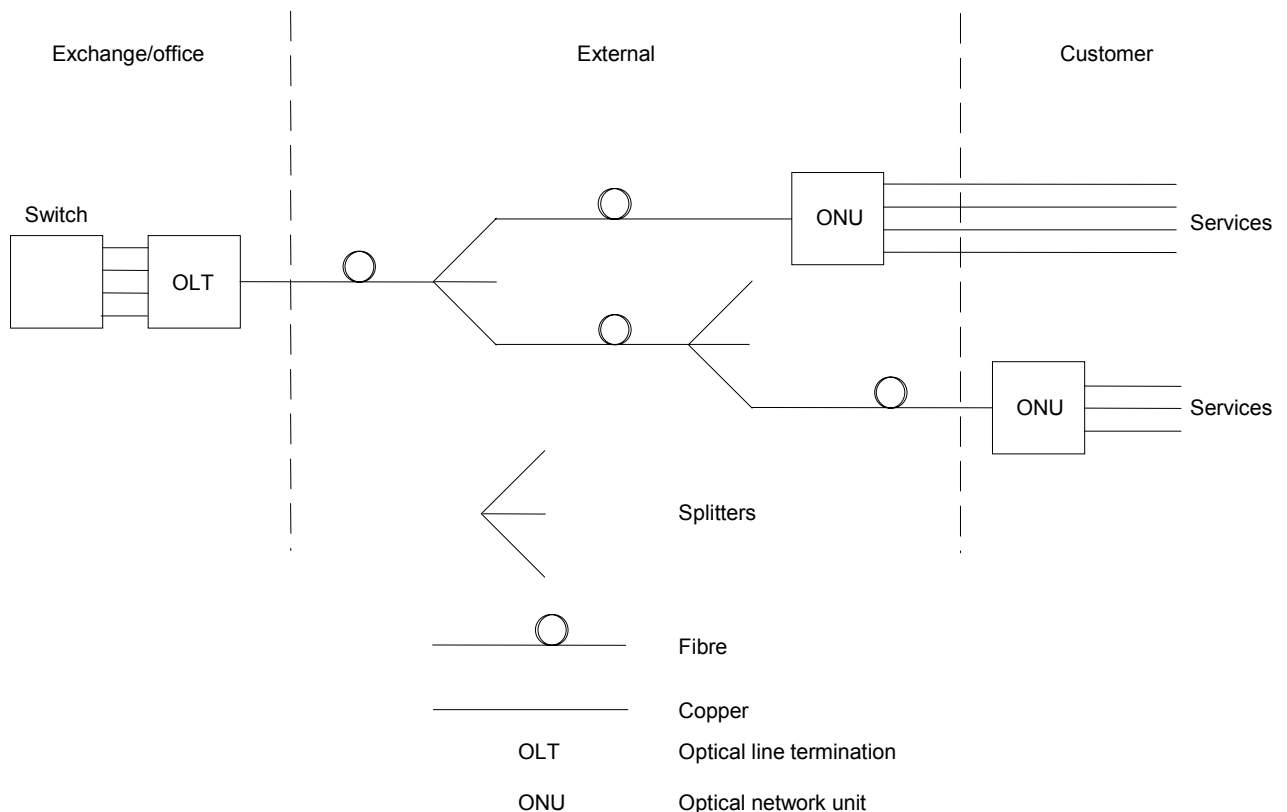 Exchange/office
External
Customer
Switch
OLT
ONU
Services
ONU
Services
Splitters
Fibre
Copper
OLT Optical line termination
ONU Optical network unit